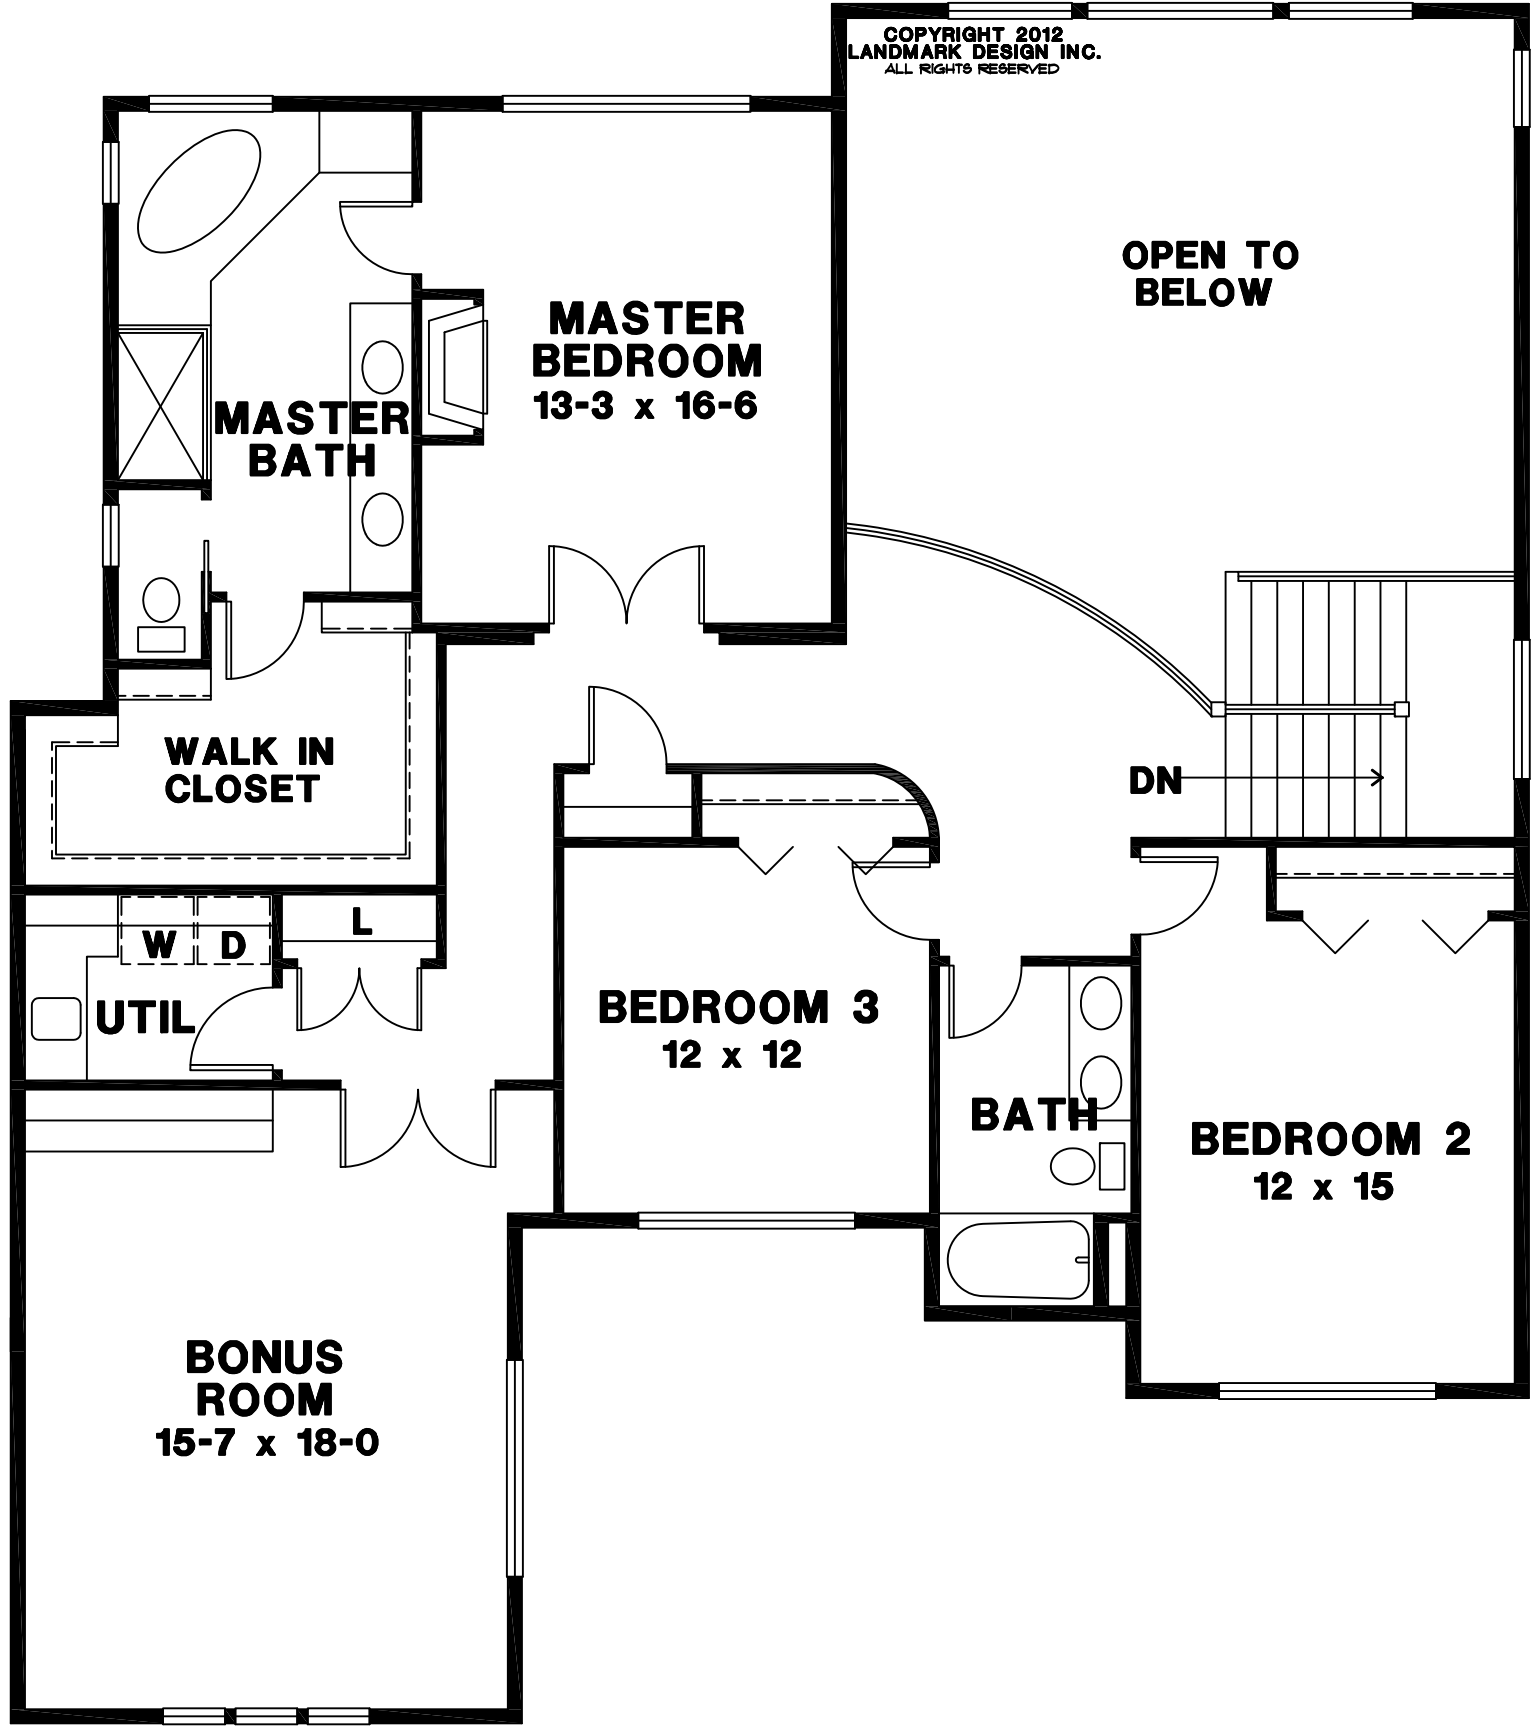 COPYRIGHT 2012
LANDMARK DESIGN INC.
ALL RIGHTS RESERVED
OPEN TO
BELOW
MASTER
BEDROOM
13-3 x 16-6
MASTER
BATH
WALK IN
CLOSET
DN
L
W D
UTIL
BEDROOM 3
12 x 12
BATH
BEDROOM 2
12 x 15
BONUS
ROOM
15-7 x 18-0